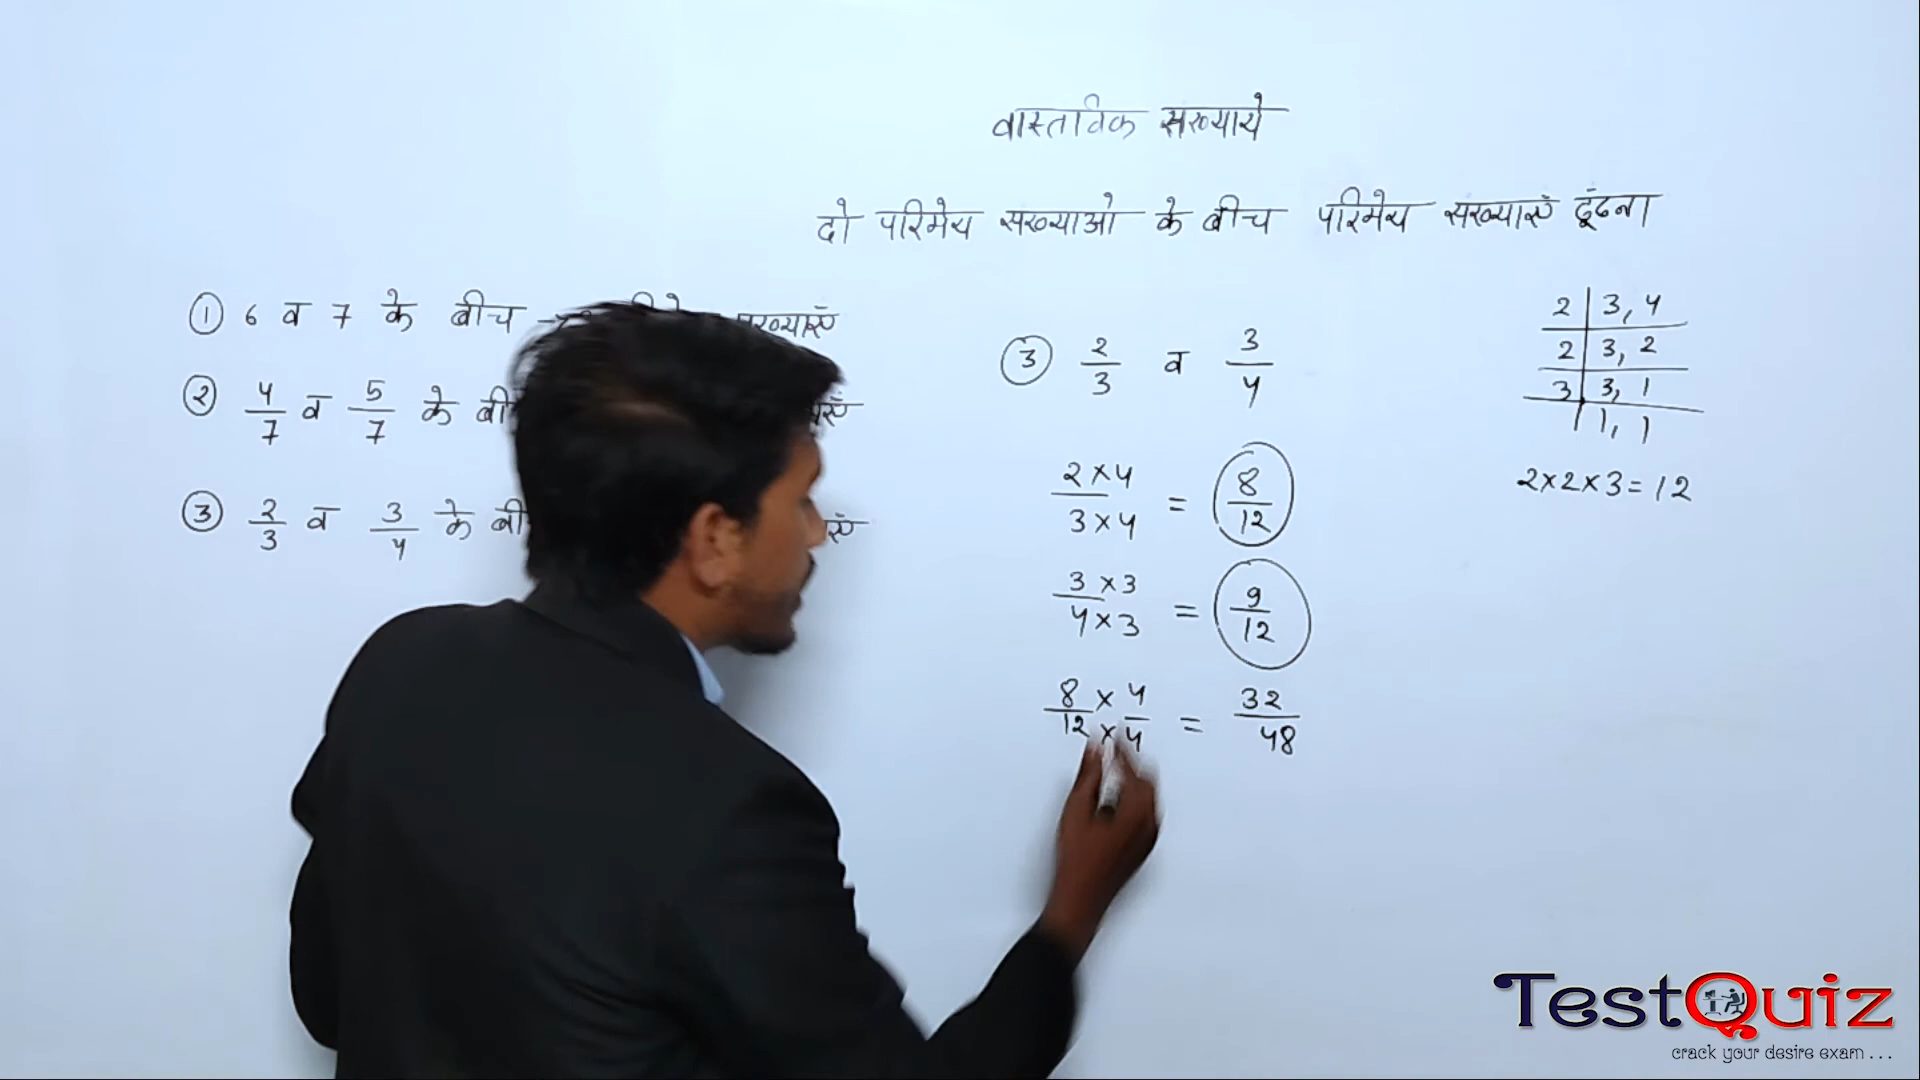 वास्तविक सख्याये
दो परिमेय सख्याओ के बीच परिमेय सख्याएँ ढूंढना
① 6 व 7 के बीच
② 4/7 व 5/7 के
③ 2/3 व 3/4 के
③ 2/3 व 3/4
2×4/3×4 = 8/12
3×3/4×3 = 9/12
8/12 × 4/× 4 = 32/48
2 | 3, 4
2 | 3, 2
3 | 3, 1
| 1, 1
2×2×3=12
TestQuiz
crack your desire exam ...